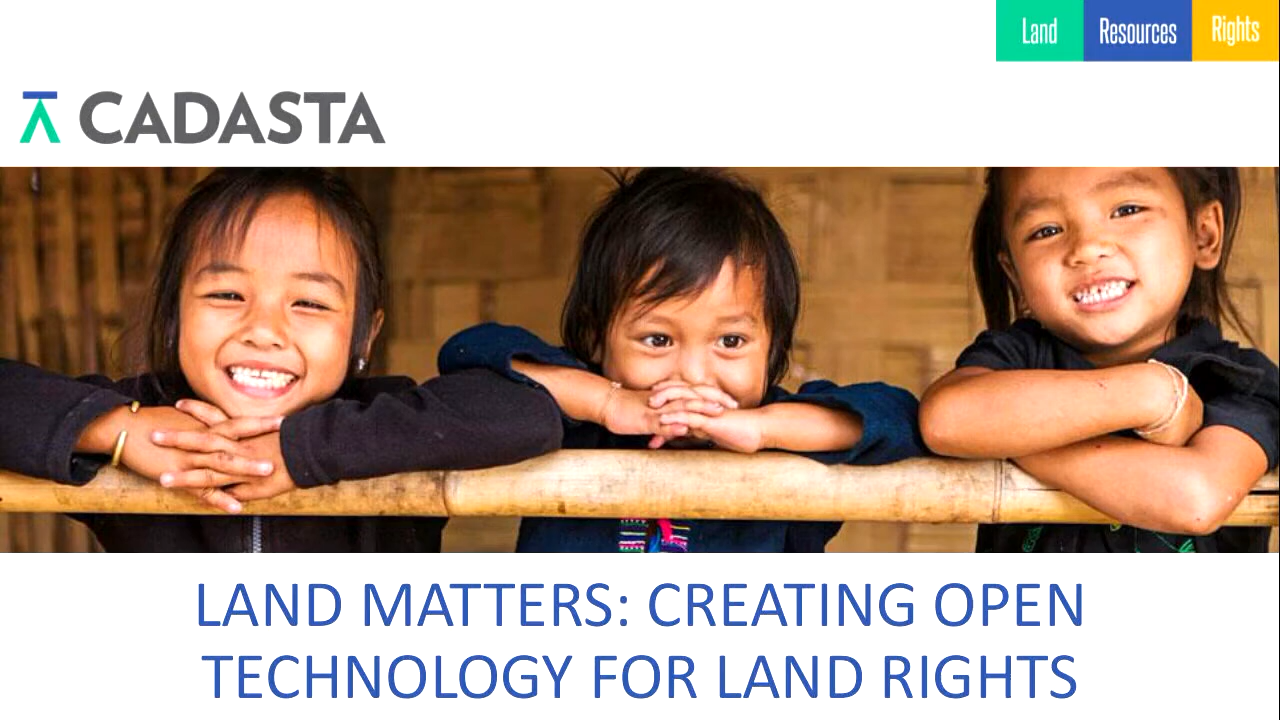 Land Resources Rights
CADASTA
LAND MATTERS: CREATING OPEN
TECHNOLOGY FOR LAND RIGHTS